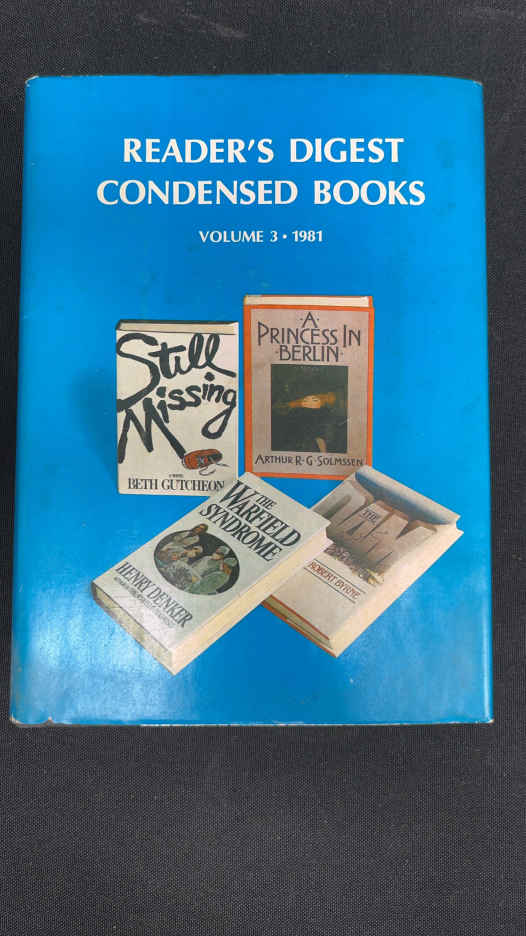 READER'S DIGEST
CONDENSED BOOKS
VOLUME 3 • 1981
Still
Missing
BETH GUTCHEON
·A·
PRINCESS IN
·BERLIN·
ARTHUR R·G·SOLMSSEN
THE
WARFIELD
SYNDROME
HENRY DENKER
THE
DAM
ROBERT BYRNE